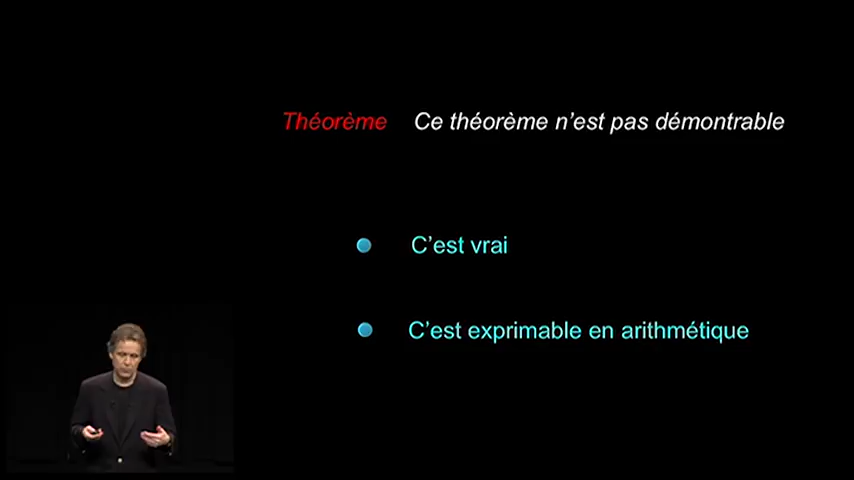 Théorème Ce théorème n’est pas démontrable
C’est vrai
C’est exprimable en arithmétique